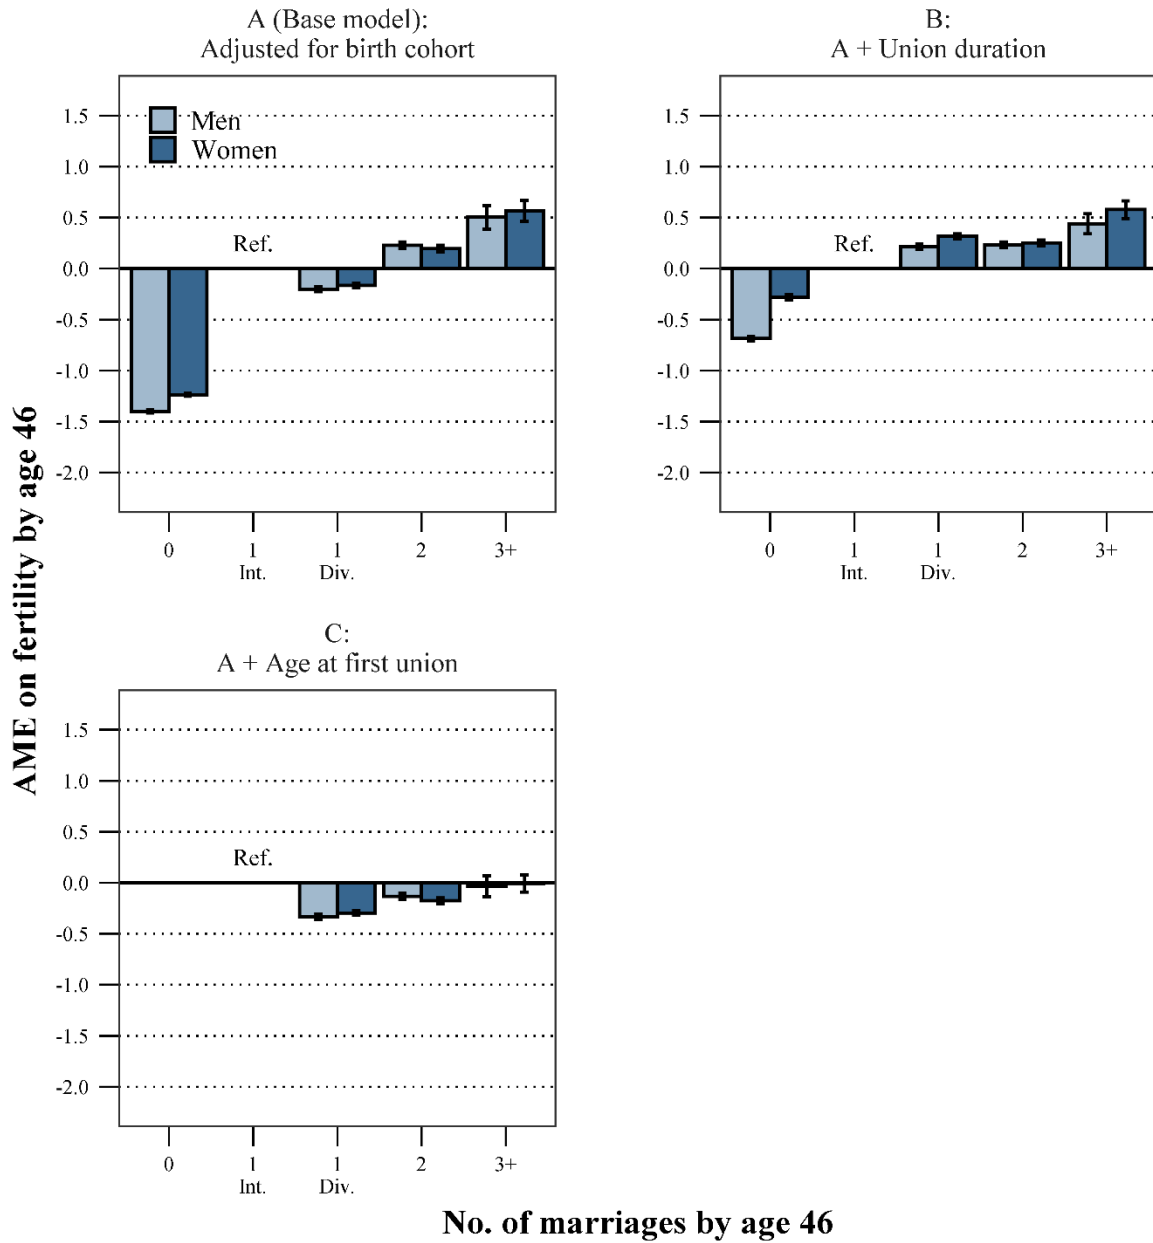 A (Base model):
Adjusted for birth cohort
Men
Women
1.5
1.0
0.5
0.0
-0.5
-1.0
-1.5
-2.0
Ref.
0
1
Int.
1
Div.
2
3+
B:
A + Union duration
1.5
1.0
0.5
0.0
-0.5
-1.0
-1.5
-2.0
Ref.
0
1
Int.
1
Div.
2
3+
C:
A + Age at first union
1.5
1.0
0.5
0.0
-0.5
-1.0
-1.5
-2.0
Ref.
0
1
Int.
1
Div.
2
3+
AME on fertility by age 46
No. of marriages by age 46